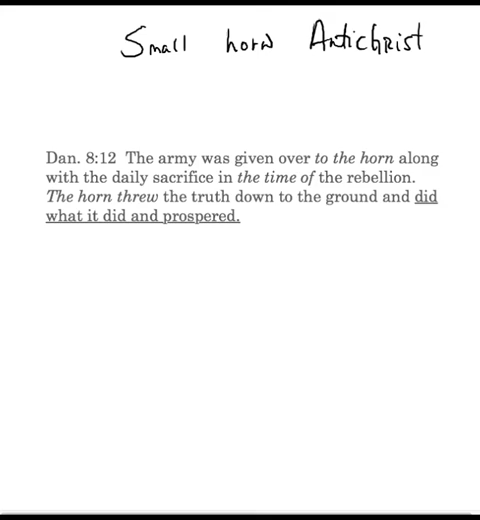 Small horn Antichrist
Dan. 8:12 The army was given over to the horn along
with the daily sacrifice in the time of the rebellion.
The horn threw the truth down to the ground and did
what it did and prospered.